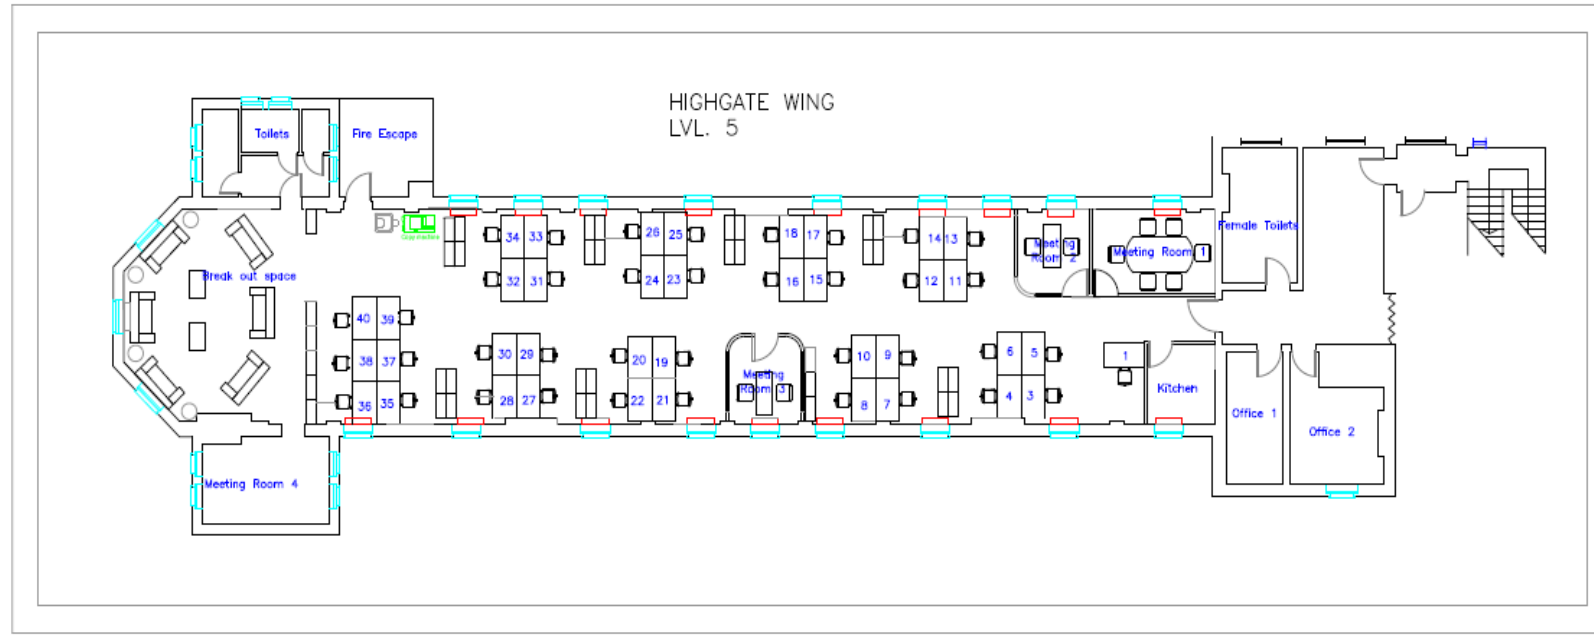 HIGHGATE WING
LVL. 5
Toilets
Fire Escape
Female Toilets
Break out space
34 33
32 31
26 25
24 23
18 17
16 15
14 13
12 11
Meeting
Room 2
Meeting Room 1
40 39
38 37
36 35
30 29
28 27
20 19
22 21
Meeting
Room 3
10 9
8 7
6 5
4 3
1
Kitchen
Office 1
Office 2
Meeting Room 4